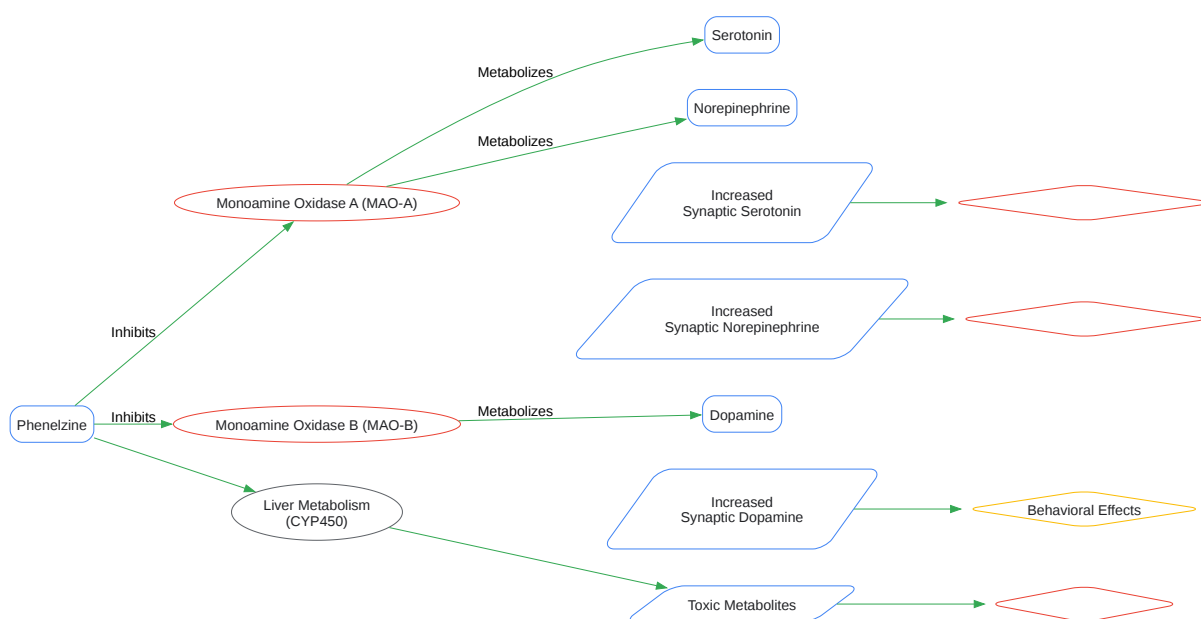 Serotonin
Metabolizes
Norepinephrine
Metabolizes
Increased
Synaptic Serotonin
Monoamine Oxidase A (MAO-A)
Increased
Synaptic Norepinephrine
Inhibits
Phenelzine
Inhibits
Monoamine Oxidase B (MAO-B)
Metabolizes
Dopamine
Liver Metabolism
(CYP450)
Increased
Synaptic Dopamine
Behavioral Effects
Toxic Metabolites